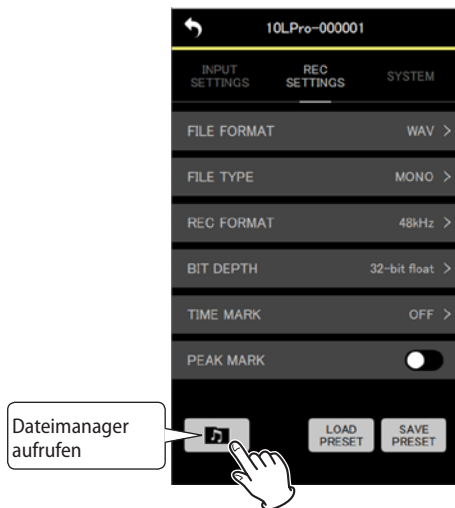 10LPro-000001
INPUT SETTINGS
REC SETTINGS
SYSTEM
FILE FORMAT WAV >
FILE TYPE MONO >
REC FORMAT 48kHz >
BIT DEPTH 32-bit float >
TIME MARK OFF >
PEAK MARK
Dateimanager
aufrufen
LOAD
PRESET
SAVE
PRESET